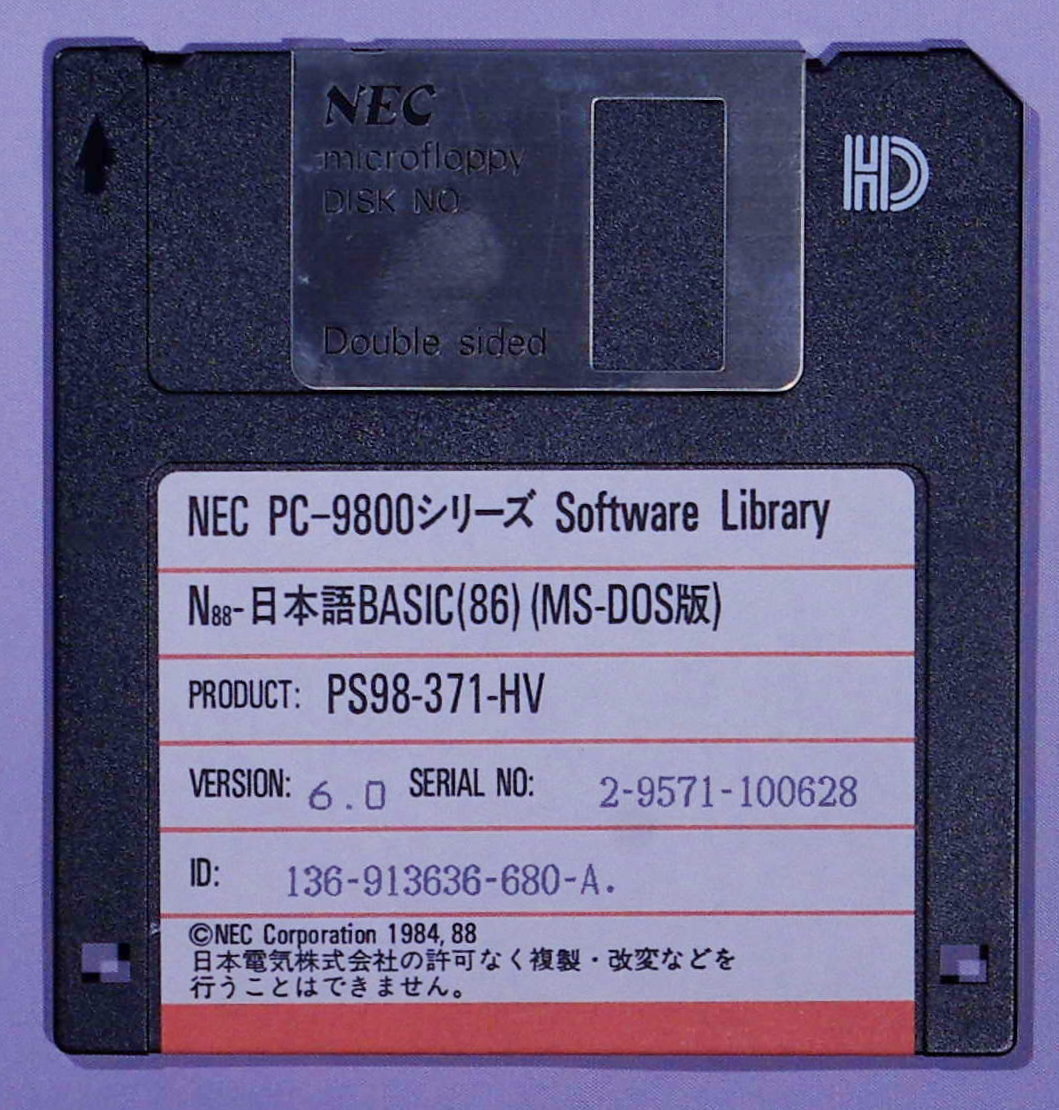 NEC
microfloppy
DISK NO.
Double sided
HD
NEC PC-9800シリーズ Software Library
N88-日本語BASIC(86) (MS-DOS版)
PRODUCT: PS98-371-HV
VERSION: 6.0 SERIAL NO: 2-9571-100628
ID: 136-913636-680-A.
©NEC Corporation 1984, 88
日本電気株式会社の許可なく複製・改変などを
行うことはできません。